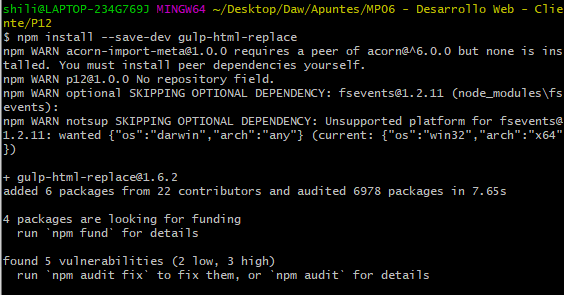 shili@LAPTOP-234G769J MINGW64 ~/Desktop/Daw/Apuntes/MP06 - Desarrollo Web - Clie
nte/P12
$ npm install --save-dev gulp-html-replace
npm WARN acorn-import-meta@1.0.0 requires a peer of acorn@^6.0.0 but none is ins
talled. You must install peer dependencies yourself.
npm WARN p12@1.0.0 No repository field.
npm WARN optional SKIPPING OPTIONAL DEPENDENCY: fsevents@1.2.11 (node_modules\fs
events):
npm WARN notsup SKIPPING OPTIONAL DEPENDENCY: Unsupported platform for fsevents@
1.2.11: wanted {"os":"darwin","arch":"any"} (current: {"os":"win32","arch":"x64"
})
+ gulp-html-replace@1.6.2
added 6 packages from 22 contributors and audited 6978 packages in 7.65s
4 packages are looking for funding
run `npm fund` for details
found 5 vulnerabilities (2 low, 3 high)
run `npm audit fix` to fix them, or `npm audit` for details